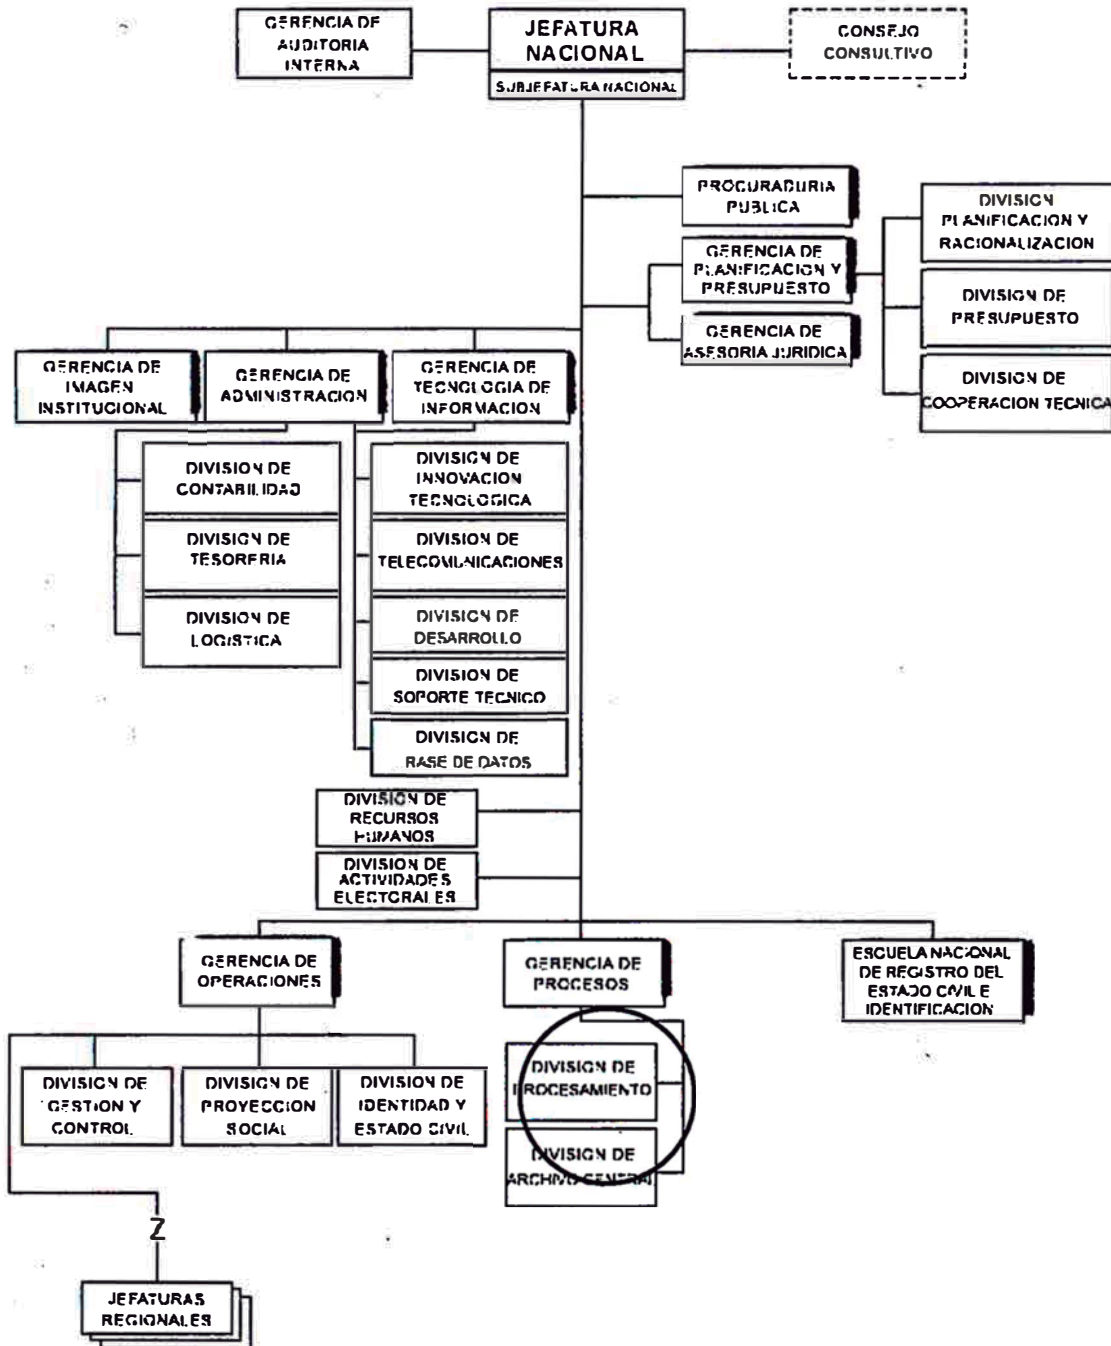 GERENCIA DE
AUDITORIA
INTERNA
JEFATURA
NACIONAL
SUBJEFATURA NACIONAL
CONSEJO
CONSULTIVO
PROCURADURIA
PUBLICA
GERENCIA DE
PLANIFICACION Y
PRESUPUESTO
GERENCIA DE
ASESORIA JURIDICA
DIVISION
PLANIFICACION Y
RACIONALIZACION
DIVISION DE
PRESUPUESTO
DIVISION DE
COOPERACION TECNICA
GERENCIA DE
IMAGEN
INSTITUCIONAL
GERENCIA DE
ADMINISTRACION
GERENCIA DE
TECNOLOGIA DE
INFORMACION
DIVISION DE
CONTABILIDAD
DIVISION DE
TESORERIA
DIVISION DE
LOGISTICA
DIVISION DE
INNOVACION
TECNOLOGICA
DIVISION DE
TELECOMUNICACIONES
DIVISION DE
DESARROLLO
DIVISION DE
SOPORTE TECNICO
DIVISION DE
BASE DE DATOS
DIVISION DE
RECURSOS
HUMANOS
DIVISION DE
ACTIVIDADES
ELECTORALES
GERENCIA DE
OPERACIONES
GERENCIA DE
PROCESOS
ESCUELA NACIONAL
DE REGISTRO DEL
ESTADO CIVIL E
IDENTIFICACION
DIVISION DE
GESTION Y
CONTROL
DIVISION DE
PROYECCION
SOCIAL
DIVISION DE
IDENTIDAD Y
ESTADO CIVIL
DIVISION DE
PROCESAMIENTO
DIVISION DE
ARCHIVO CENTRAL
Z
JEFATURAS
REGIONALES